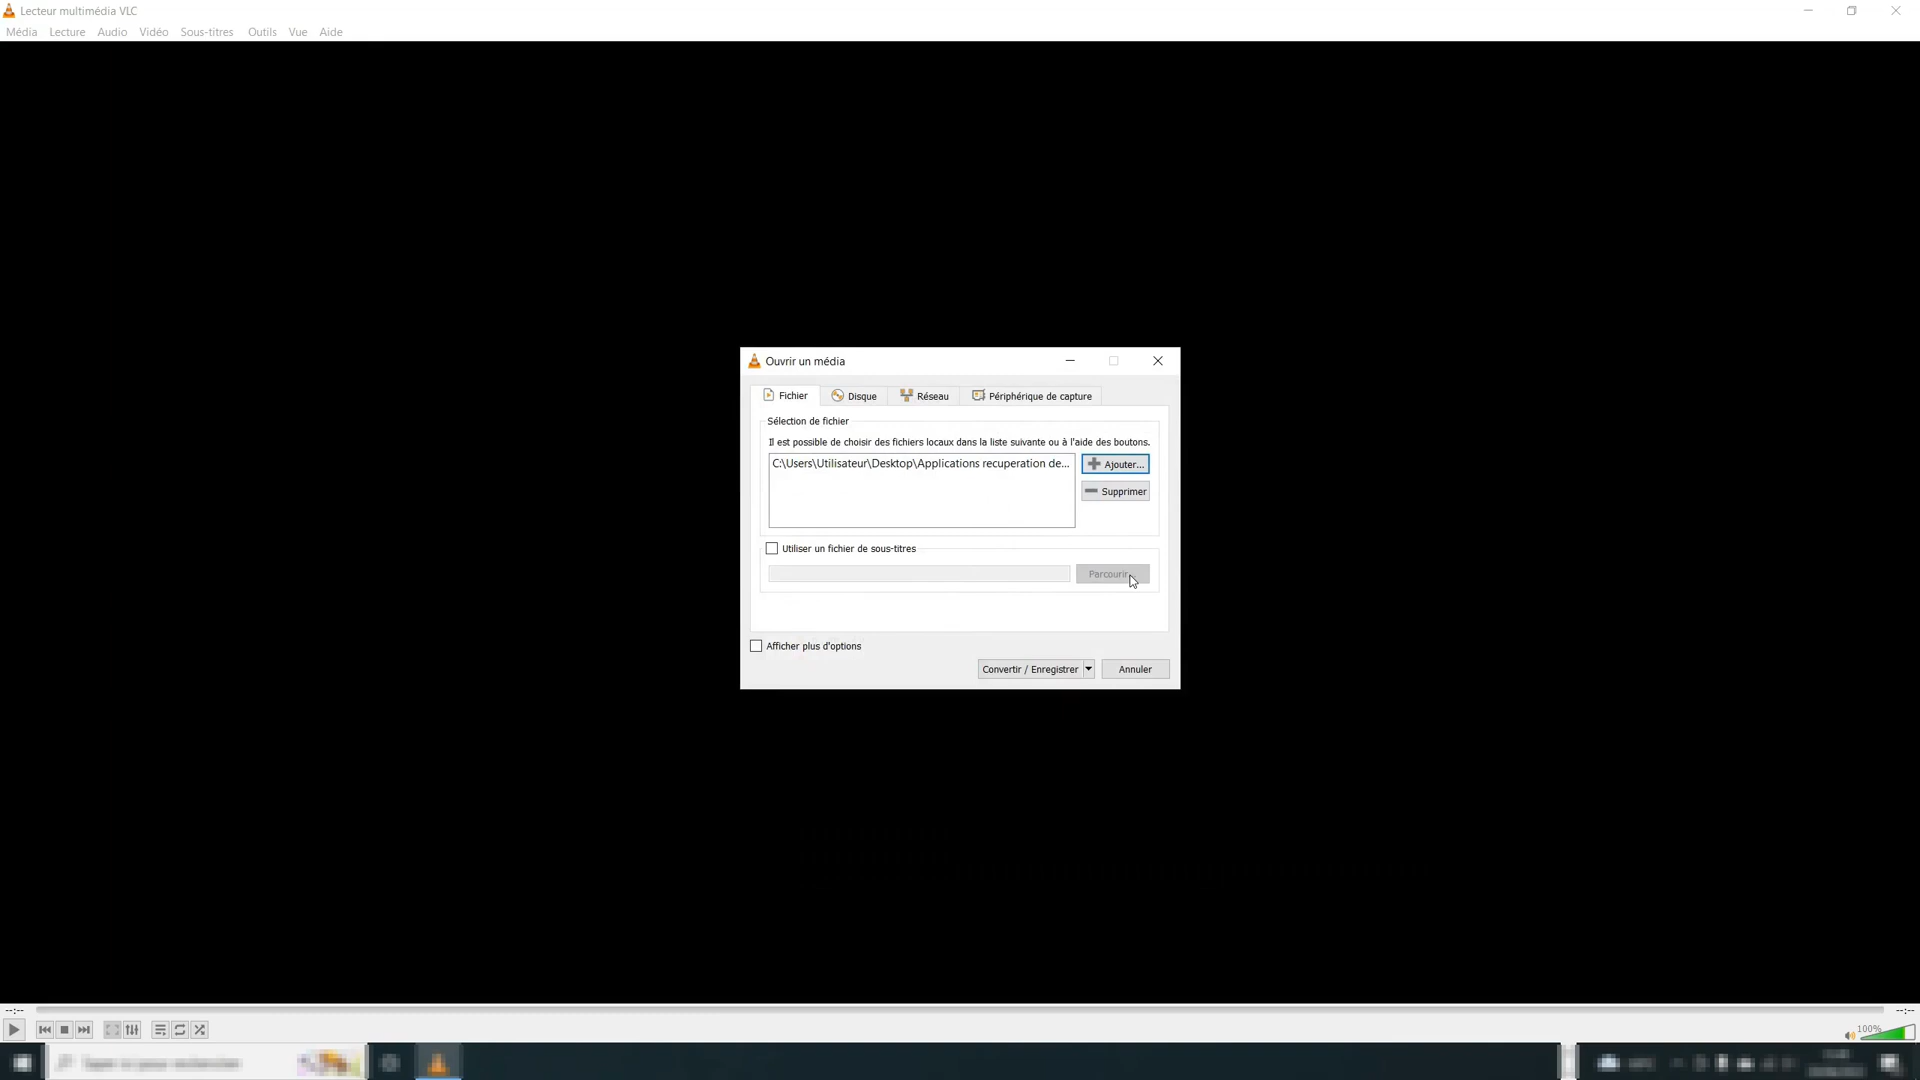 Lecteur multimédia VLC
Média Lecture Audio Vidéo Sous-titres Outils Vue Aide
Ouvrir un média
Fichier Disque Réseau Périphérique de capture
Sélection de fichier
Il est possible de choisir des fichiers locaux dans la liste suivante ou à l'aide des boutons.
C:\Users\Utilisateur\Desktop\Applications recuperation de...
Ajouter...
Supprimer
Utiliser un fichier de sous-titres
Parcourir...
Afficher plus d'options
Convertir / Enregistrer Annuler
--:-- --:--
100%